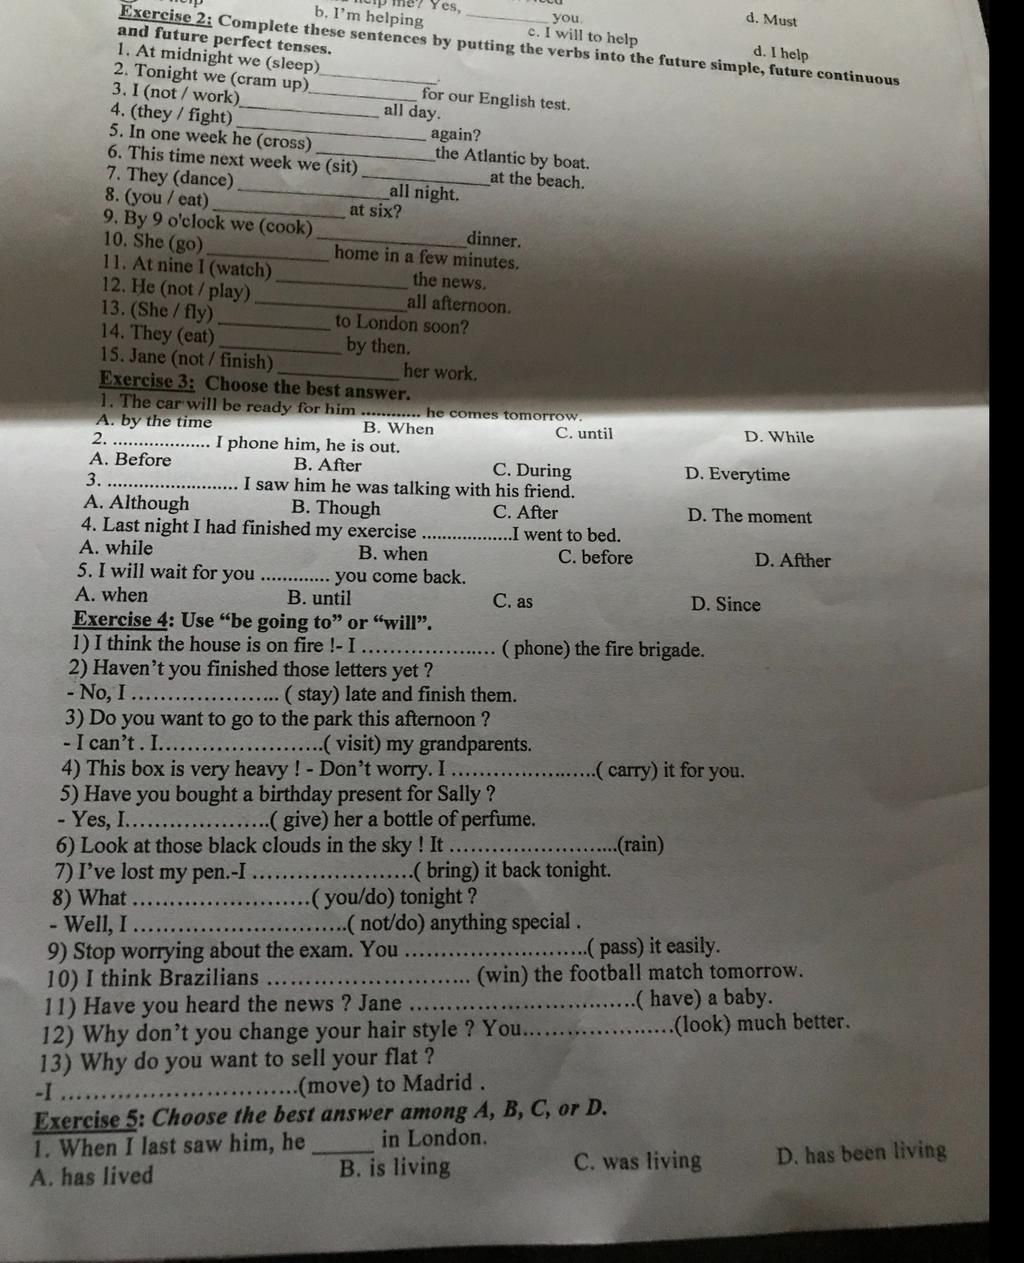 me? Yes, ________ you.
b. I'm helping c. I will to help d. Must
d. I help
Exercise 2: Complete these sentences by putting the verbs into the future simple, future continuous
and future perfect tenses.
1. At midnight we (sleep)____________.
2. Tonight we (cram up)___________ for our English test.
3. I (not / work)______________ all day.
4. (they / fight) ___________________ again?
5. In one week he (cross) ____________the Atlantic by boat.
6. This time next week we (sit) _____________at the beach.
7. They (dance) _______________all night.
8. (you / eat) _____________ at six?
9. By 9 o'clock we (cook) _______________dinner.
10. She (go) ____________ home in a few minutes.
11. At nine I (watch) _____________ the news.
12. He (not / play) _______________all afternoon.
13. (She / fly) ___________ to London soon?
14. They (eat) ____________ by then.
15. Jane (not / finish) ____________ her work.
Exercise 3: Choose the best answer.
1. The car will be ready for him ............ he comes tomorrow.
A. by the time B. When C. until D. While
2. ................... I phone him, he is out.
A. Before B. After C. During D. Everytime
3. .......................... I saw him he was talking with his friend.
A. Although B. Though C. After D. The moment
4. Last night I had finished my exercise ..................I went to bed.
A. while B. when C. before D. Afther
5. I will wait for you ............. you come back.
A. when B. until C. as D. Since
Exercise 4: Use “be going to” or “will”.
1) I think the house is on fire !- I ...................... ( phone) the fire brigade.
2) Haven't you finished those letters yet ?
- No, I ........................ ( stay) late and finish them.
3) Do you want to go to the park this afternoon ?
- I can't . I...........................( visit) my grandparents.
4) This box is very heavy ! - Don't worry. I ........................( carry) it for you.
5) Have you bought a birthday present for Sally ?
- Yes, I........................( give) her a bottle of perfume.
6) Look at those black clouds in the sky ! It ............................(rain)
7) I've lost my pen.-I ...........................( bring) it back tonight.
8) What .............................( you/do) tonight ?
- Well, I ...................................( not/do) anything special .
9) Stop worrying about the exam. You ..............................( pass) it easily.
10) I think Brazilians ................................. (win) the football match tomorrow.
11) Have you heard the news ? Jane .....................................( have) a baby.
12) Why don't you change your hair style ? You.........................(look) much better.
13) Why do you want to sell your flat ?
-I .......................................(move) to Madrid .
Exercise 5: Choose the best answer among A, B, C, or D.
1. When I last saw him, he _____ in London.
A. has lived B. is living C. was living D. has been living